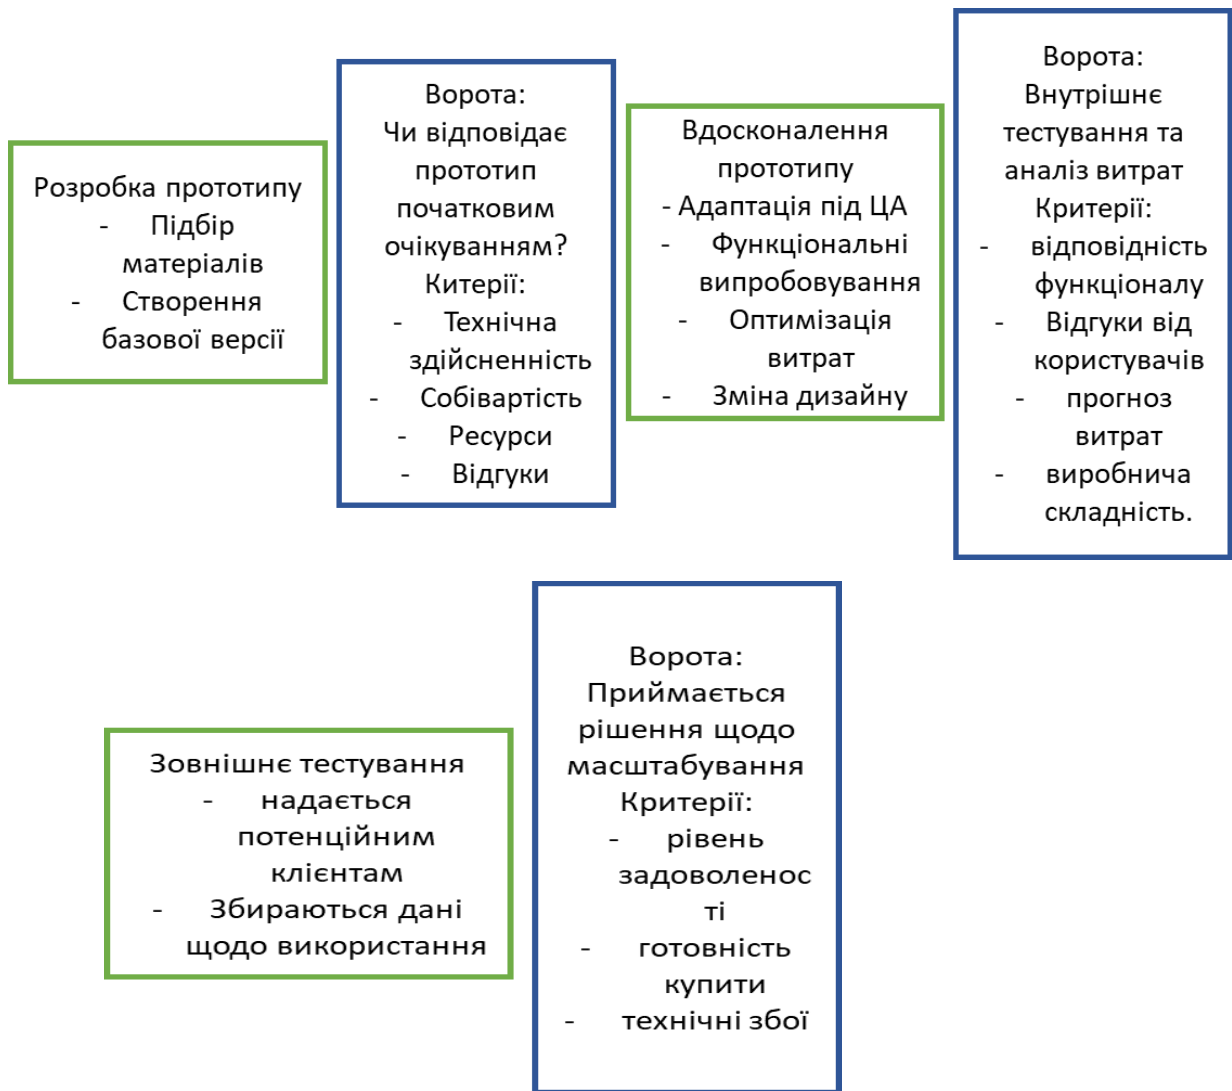 Розробка прототипу
- Підбір
матеріалів
- Створення
базової версії
Ворота:
Чи відповідає
прототип
початковим
очікуванням?
Китерії:
- Технічна
здійсненність
- Собівартість
- Ресурси
- Відгуки
Вдосконалення
прототипу
- Адаптація під ЦА
- Функціональні
випробовування
- Оптимізація
витрат
- Зміна дизайну
Ворота:
Внутрішнє
тестування та
аналіз витрат
Критерії:
- відповідність
функціоналу
- Відгуки від
користувачів
- прогноз
витрат
- виробнича
складність.
Зовнішнє тестування
- надається
потенційним
клієнтам
- Збираються дані
щодо використання
Ворота:
Приймається
рішення щодо
масштабування
Критерії:
- рівень
задоволенос
ті
- готовність
купити
- технічні збої